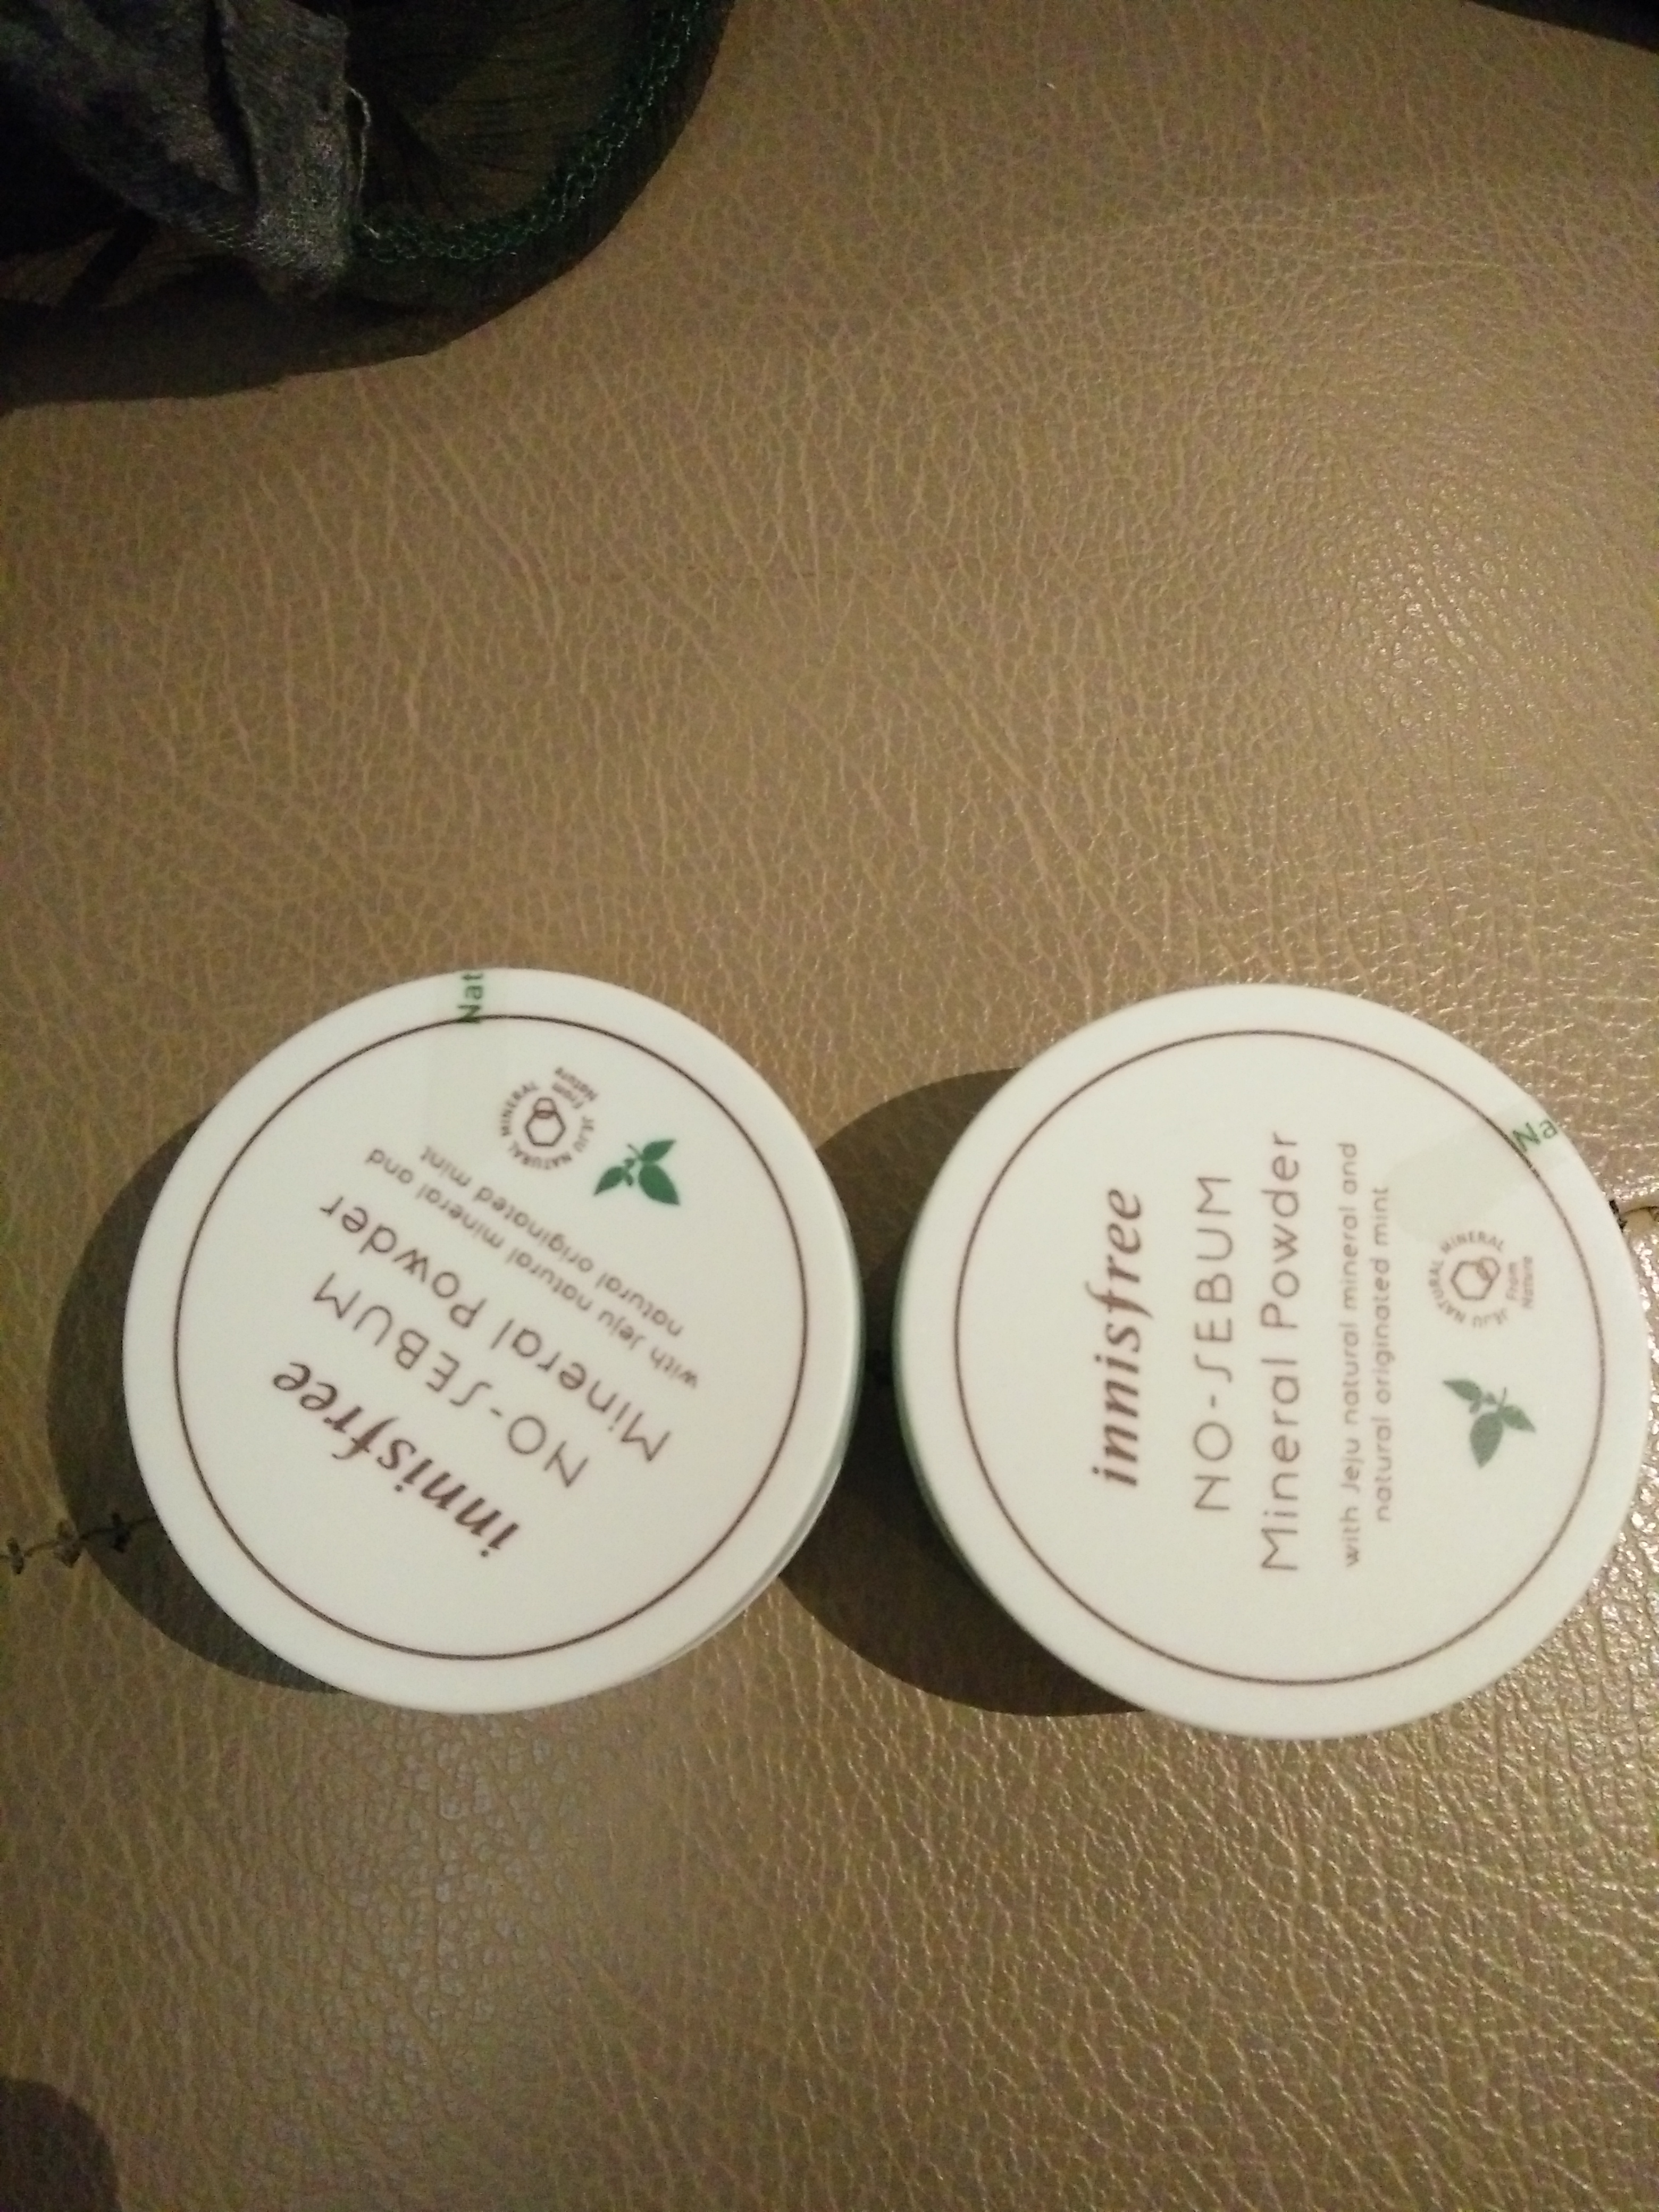 innisfree
NO-SEBUM
Mineral Powder
with Jeju natural mineral and
natural originated mint
JEJU NATURAL MINERAL
From
Nature
Nat
innisfree
NO-SEBUM
Mineral Powder
with Jeju natural mineral and
natural originated mint
JEJU NATURAL MINERAL
From
Nature
Na